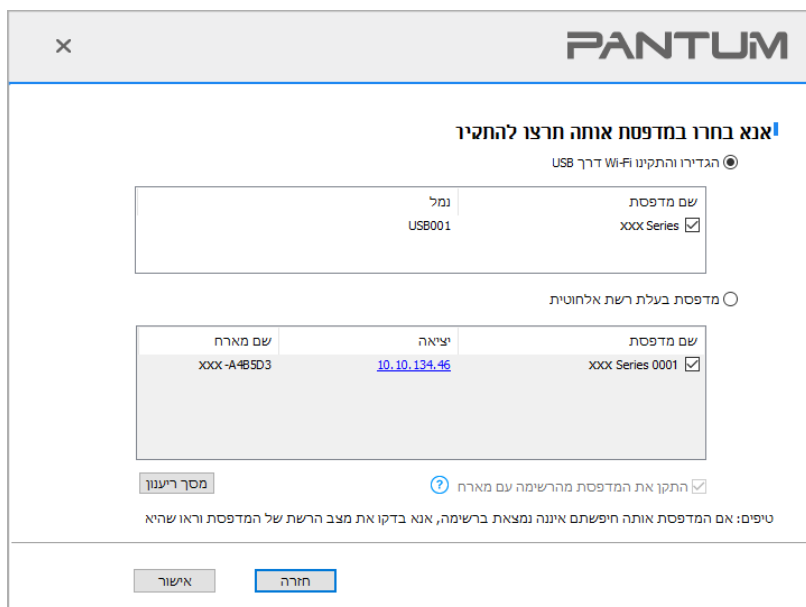 PANTUM
אנא בחרו במדפסת אותה תרצו להתקין
הגדירו והתקינו Wi-Fi דרך USB
שם מדפסת נמל
XXX Series USB001
מדפסת בעלת רשת אלחוטית
שם מדפסת יציאה שם מארח
XXX Series 0001 10.10.134.46 XXX-A4B5D3
התקן את המדפסת מהרשימה עם מארח ?
מסך ריענון
טיפים: אם המדפסת אותה חיפשתם איננה נמצאת ברשימה, אנא בדקו את מצב הרשת של המדפסת וראו שהיא
חזרה אישור